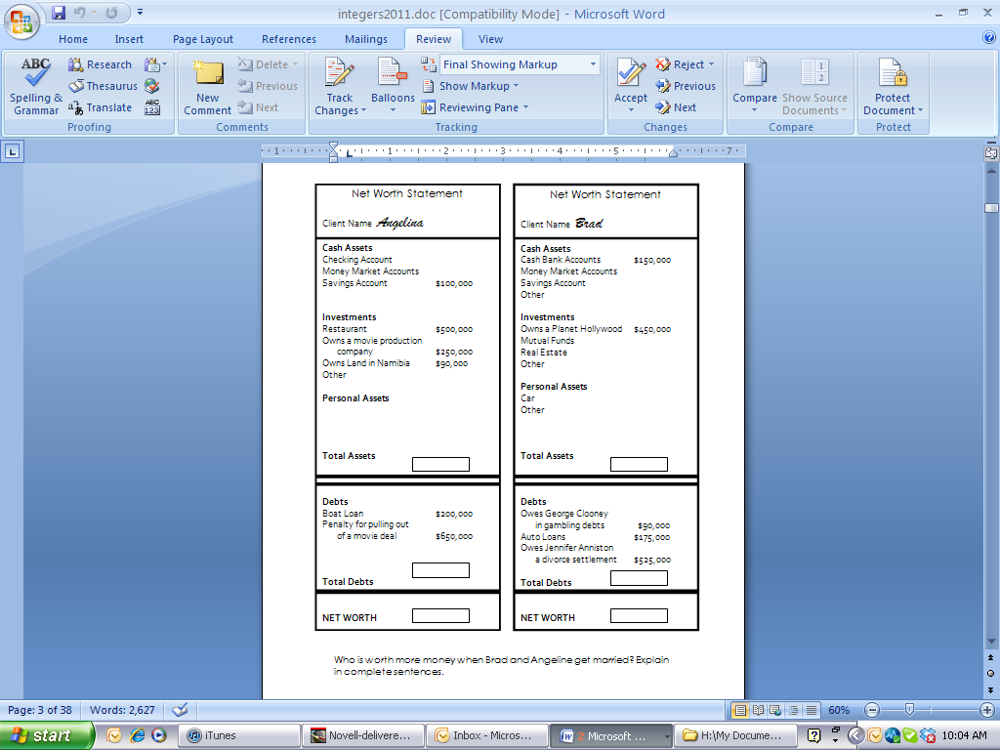 integers2011.doc [Compatibility Mode] - Microsoft Word
Home Insert Page Layout References Mailings Review View
ABC
Spelling & Grammar
Research
Thesaurus
Translate
ABC
123
Proofing
New Comment
Delete
Previous
Next
Comments
Track Changes
Balloons
Final Showing Markup
Show Markup
Reviewing Pane
Tracking
Accept
Reject
Previous
Next
Changes
Compare
Show Source Documents
Compare
Protect Document
Protect
1 1 2 3 4 5 7
Net Worth Statement
Client Name Angelina
Cash Assets
Checking Account
Money Market Accounts
Savings Account $100,000
Investments
Restaurant $500,000
Owns a movie production
company $250,000
Owns Land in Namibia $90,000
Other
Personal Assets
Total Assets
Debts
Boat Loan $200,000
Penalty for pulling out
of a movie deal $650,000
Total Debts
NET WORTH
Net Worth Statement
Client Name Brad
Cash Assets
Cash Bank Accounts $150,000
Money Market Accounts
Savings Account
Other
Investments
Owns a Planet Hollywood $450,000
Mutual Funds
Real Estate
Other
Personal Assets
Car
Other
Total Assets
Debts
Owes George Clooney
in gambling debts $90,000
Auto Loans $175,000
Owes Jennifer Anniston
a divorce settlement $525,000
Total Debts
NET WORTH
Who is worth more money when Brad and Angeline get married? Explain
in complete sentences.
Page: 3 of 38 Words: 2,627 60%
start iTunes Novell-delivere... Inbox - Micros... 2 Microsoft ... H:\My Docume... 10:04 AM